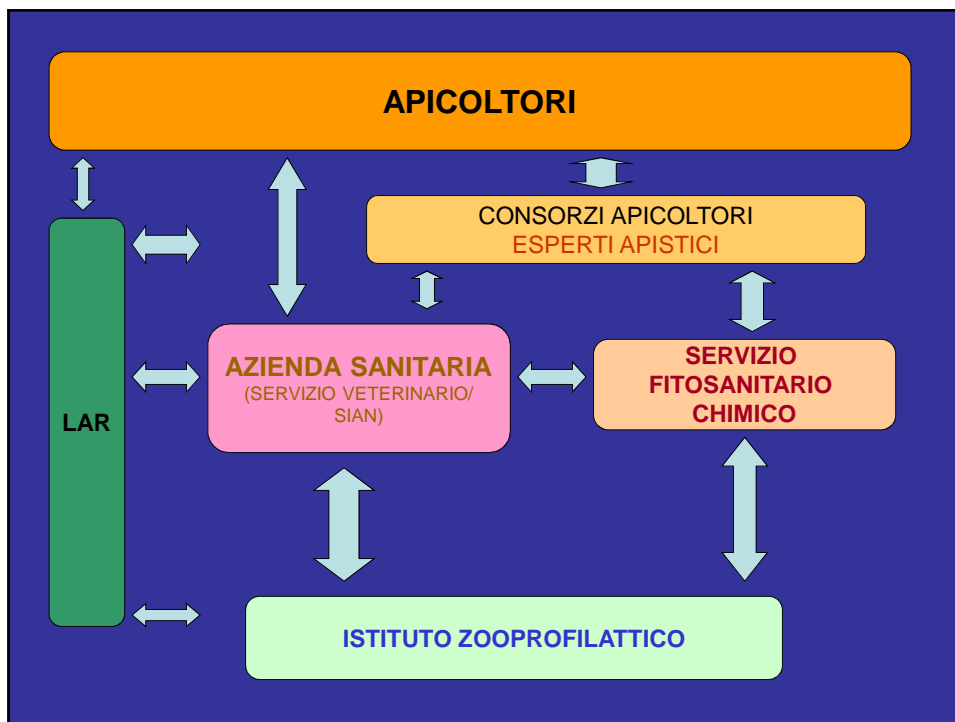 APICOLTORI
CONSORZI APICOLTORI
ESPERTI APISTICI
AZIENDA SANITARIA
(SERVIZIO VETERINARIO/
SIAN)
SERVIZIO
FITOSANITARIO
CHIMICO
LAR
ISTITUTO ZOOPROFILATTICO